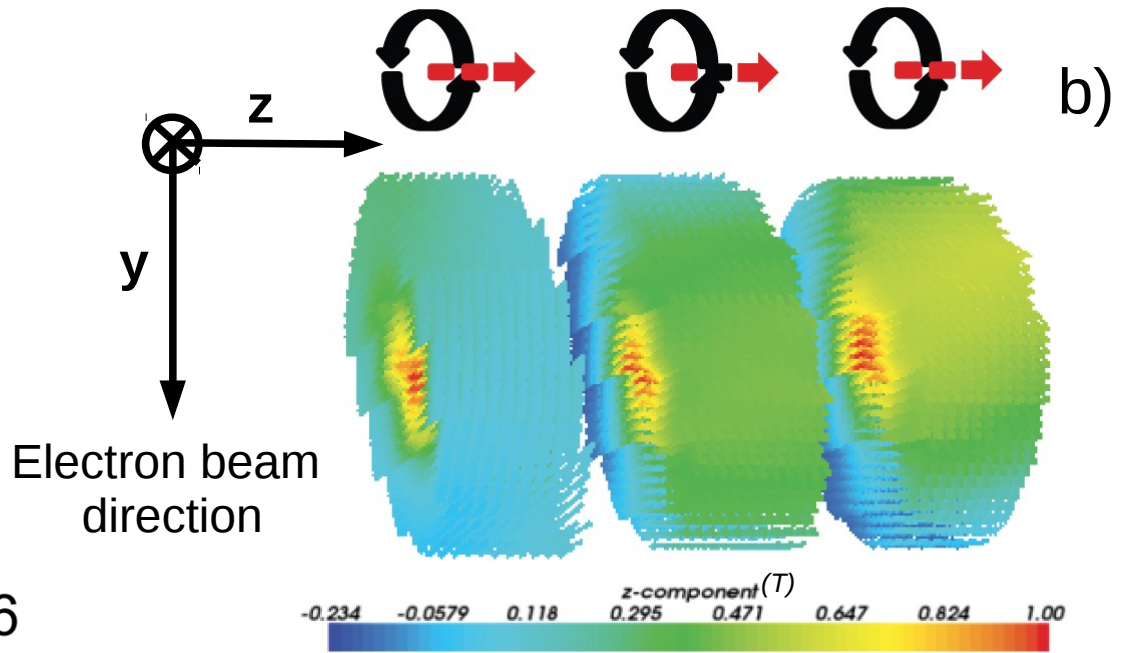 b)
z
y
Electron beam
direction
6
z-component (T)
-0.234 -0.0579 0.118 0.295 0.471 0.647 0.824 1.00